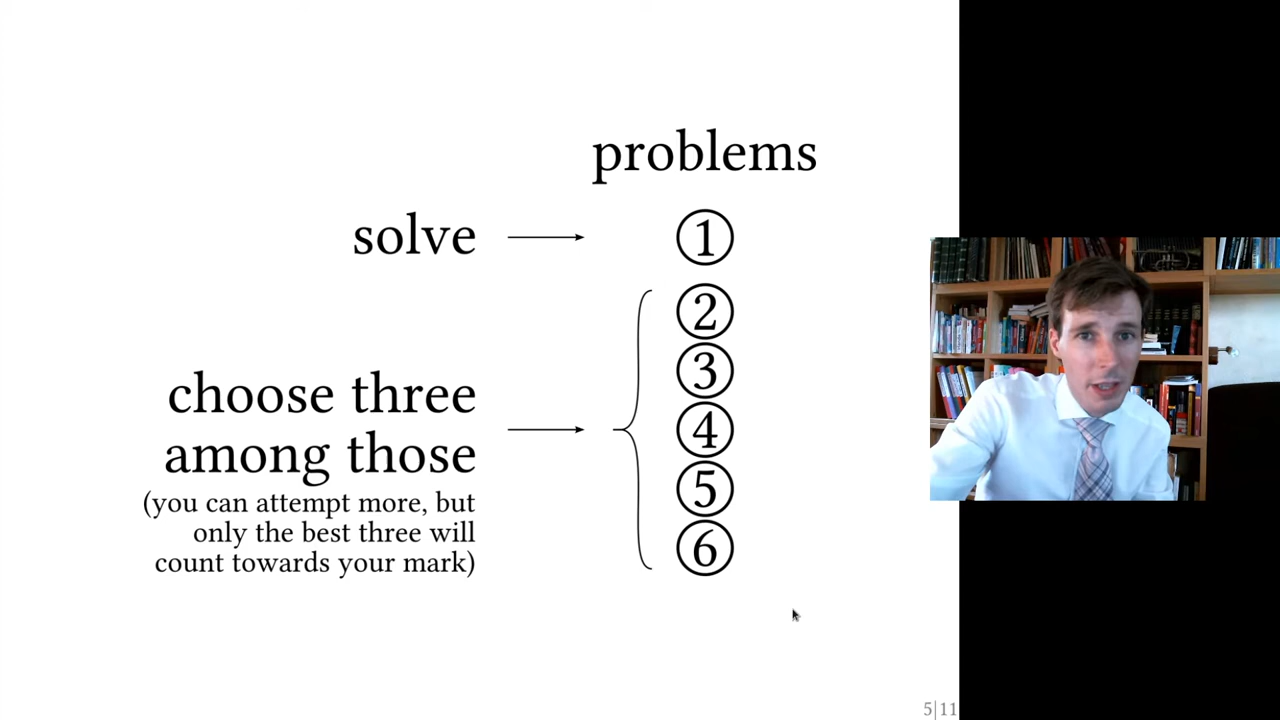 problems
solve
1
2
3
choose three
4
among those
5
(you can attempt more, but
only the best three will
6
count towards your mark)
5|11